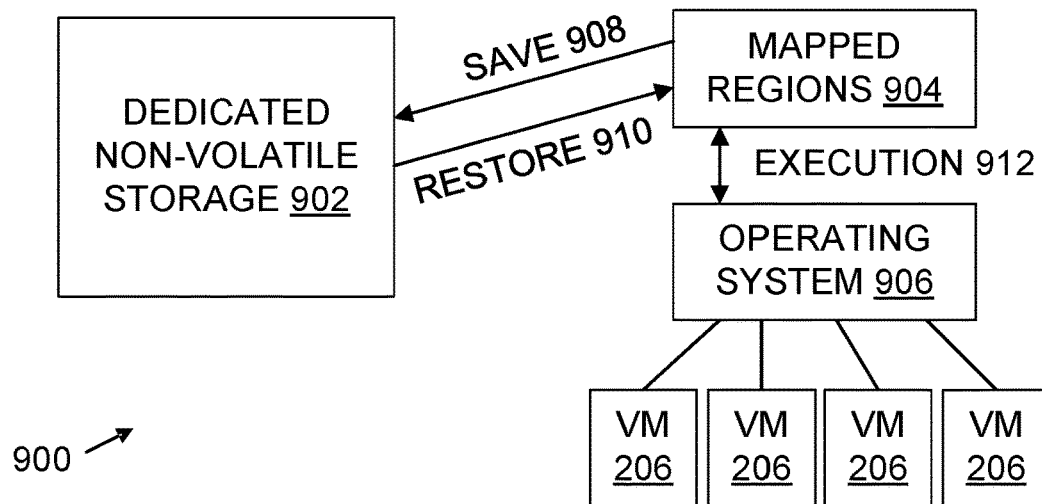 DEDICATED
NON-VOLATILE
STORAGE 902
SAVE 908
RESTORE 910
MAPPED
REGIONS 904
EXECUTION 912
OPERATING
SYSTEM 906
VM
206
VM
206
VM
206
VM
206
900